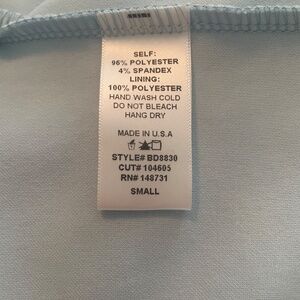 SELF:
96% POLYESTER
4% SPANDEX
LINING:
100% POLYESTER
HAND WASH COLD
DO NOT BLEACH
HANG DRY
MADE IN U.S.A
STYLE# BD8830
CUT# 104605
RN# 148731
SMALL